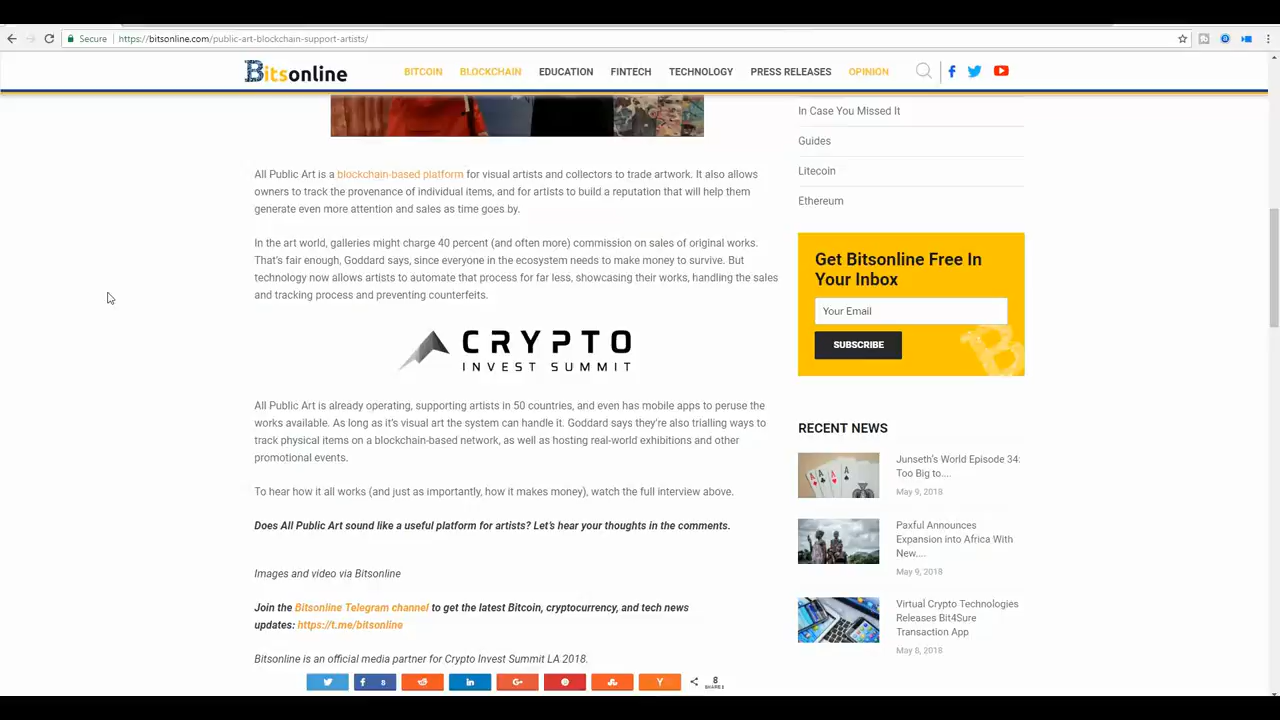 Secure
https://bitsonline.com/public-art-blockchain-support-artists/
Bitsonline
BITCOIN
BLOCKCHAIN
EDUCATION
FINTECH
TECHNOLOGY
PRESS RELEASES
OPINION
All Public Art is a blockchain-based platform for visual artists and collectors to trade artwork. It also allows
owners to track the provenance of individual items, and for artists to build a reputation that will help them
generate even more attention and sales as time goes by.
In the art world, galleries might charge 40 percent (and often more) commission on sales of original works.
That's fair enough, Goddard says, since everyone in the ecosystem needs to make money to survive. But
technology now allows artists to automate that process for far less, showcasing their works, handling the sales
and tracking process and preventing counterfeits.
CRYPTO
INVEST SUMMIT
All Public Art is already operating, supporting artists in 50 countries, and even has mobile apps to peruse the
works available. As long as it's visual art the system can handle it. Goddard says they're also trialling ways to
track physical items on a blockchain-based network, as well as hosting real-world exhibitions and other
promotional events.
To hear how it all works (and just as importantly, how it makes money), watch the full interview above.
Does All Public Art sound like a useful platform for artists? Let's hear your thoughts in the comments.
Images and video via Bitsonline
Join the Bitsonline Telegram channel to get the latest Bitcoin, cryptocurrency, and tech news
updates: https://t.me/bitsonline
Bitsonline is an official media partner for Crypto Invest Summit LA 2018.
8
8
SHARES
In Case You Missed It
Guides
Litecoin
Ethereum
Get Bitsonline Free In
Your Inbox
Your Email
SUBSCRIBE
RECENT NEWS
Junseth's World Episode 34:
Too Big to....
May 9, 2018
Paxful Announces
Expansion into Africa With
New....
May 9, 2018
Virtual Crypto Technologies
Releases Bit4Sure
Transaction App
May 8, 2018